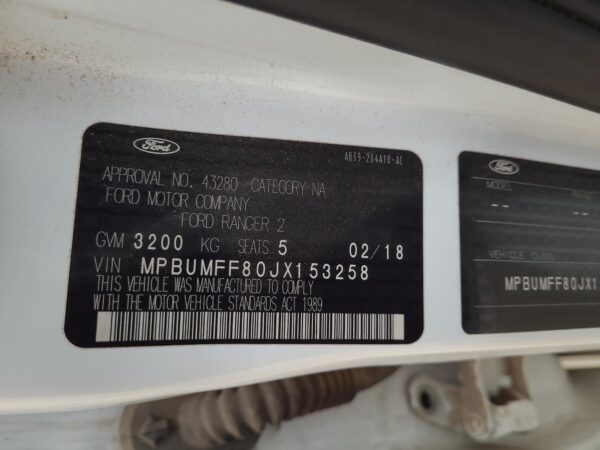 Ford
AB39-204A10-AE
APPROVAL NO. 43280 CATEGORY NA
FORD MOTOR COMPANY
FORD RANGER 2
GVM 3200 KG SEATS 5 02/18
VIN MPBUMFF80JX153258
THIS VEHICLE WAS MANUFACTURED TO COMPLY
WITH THE MOTOR VEHICLE STANDARDS ACT 1989
Ford
MODEL
-- --
VEHICLE
MPBUMFF80JX1